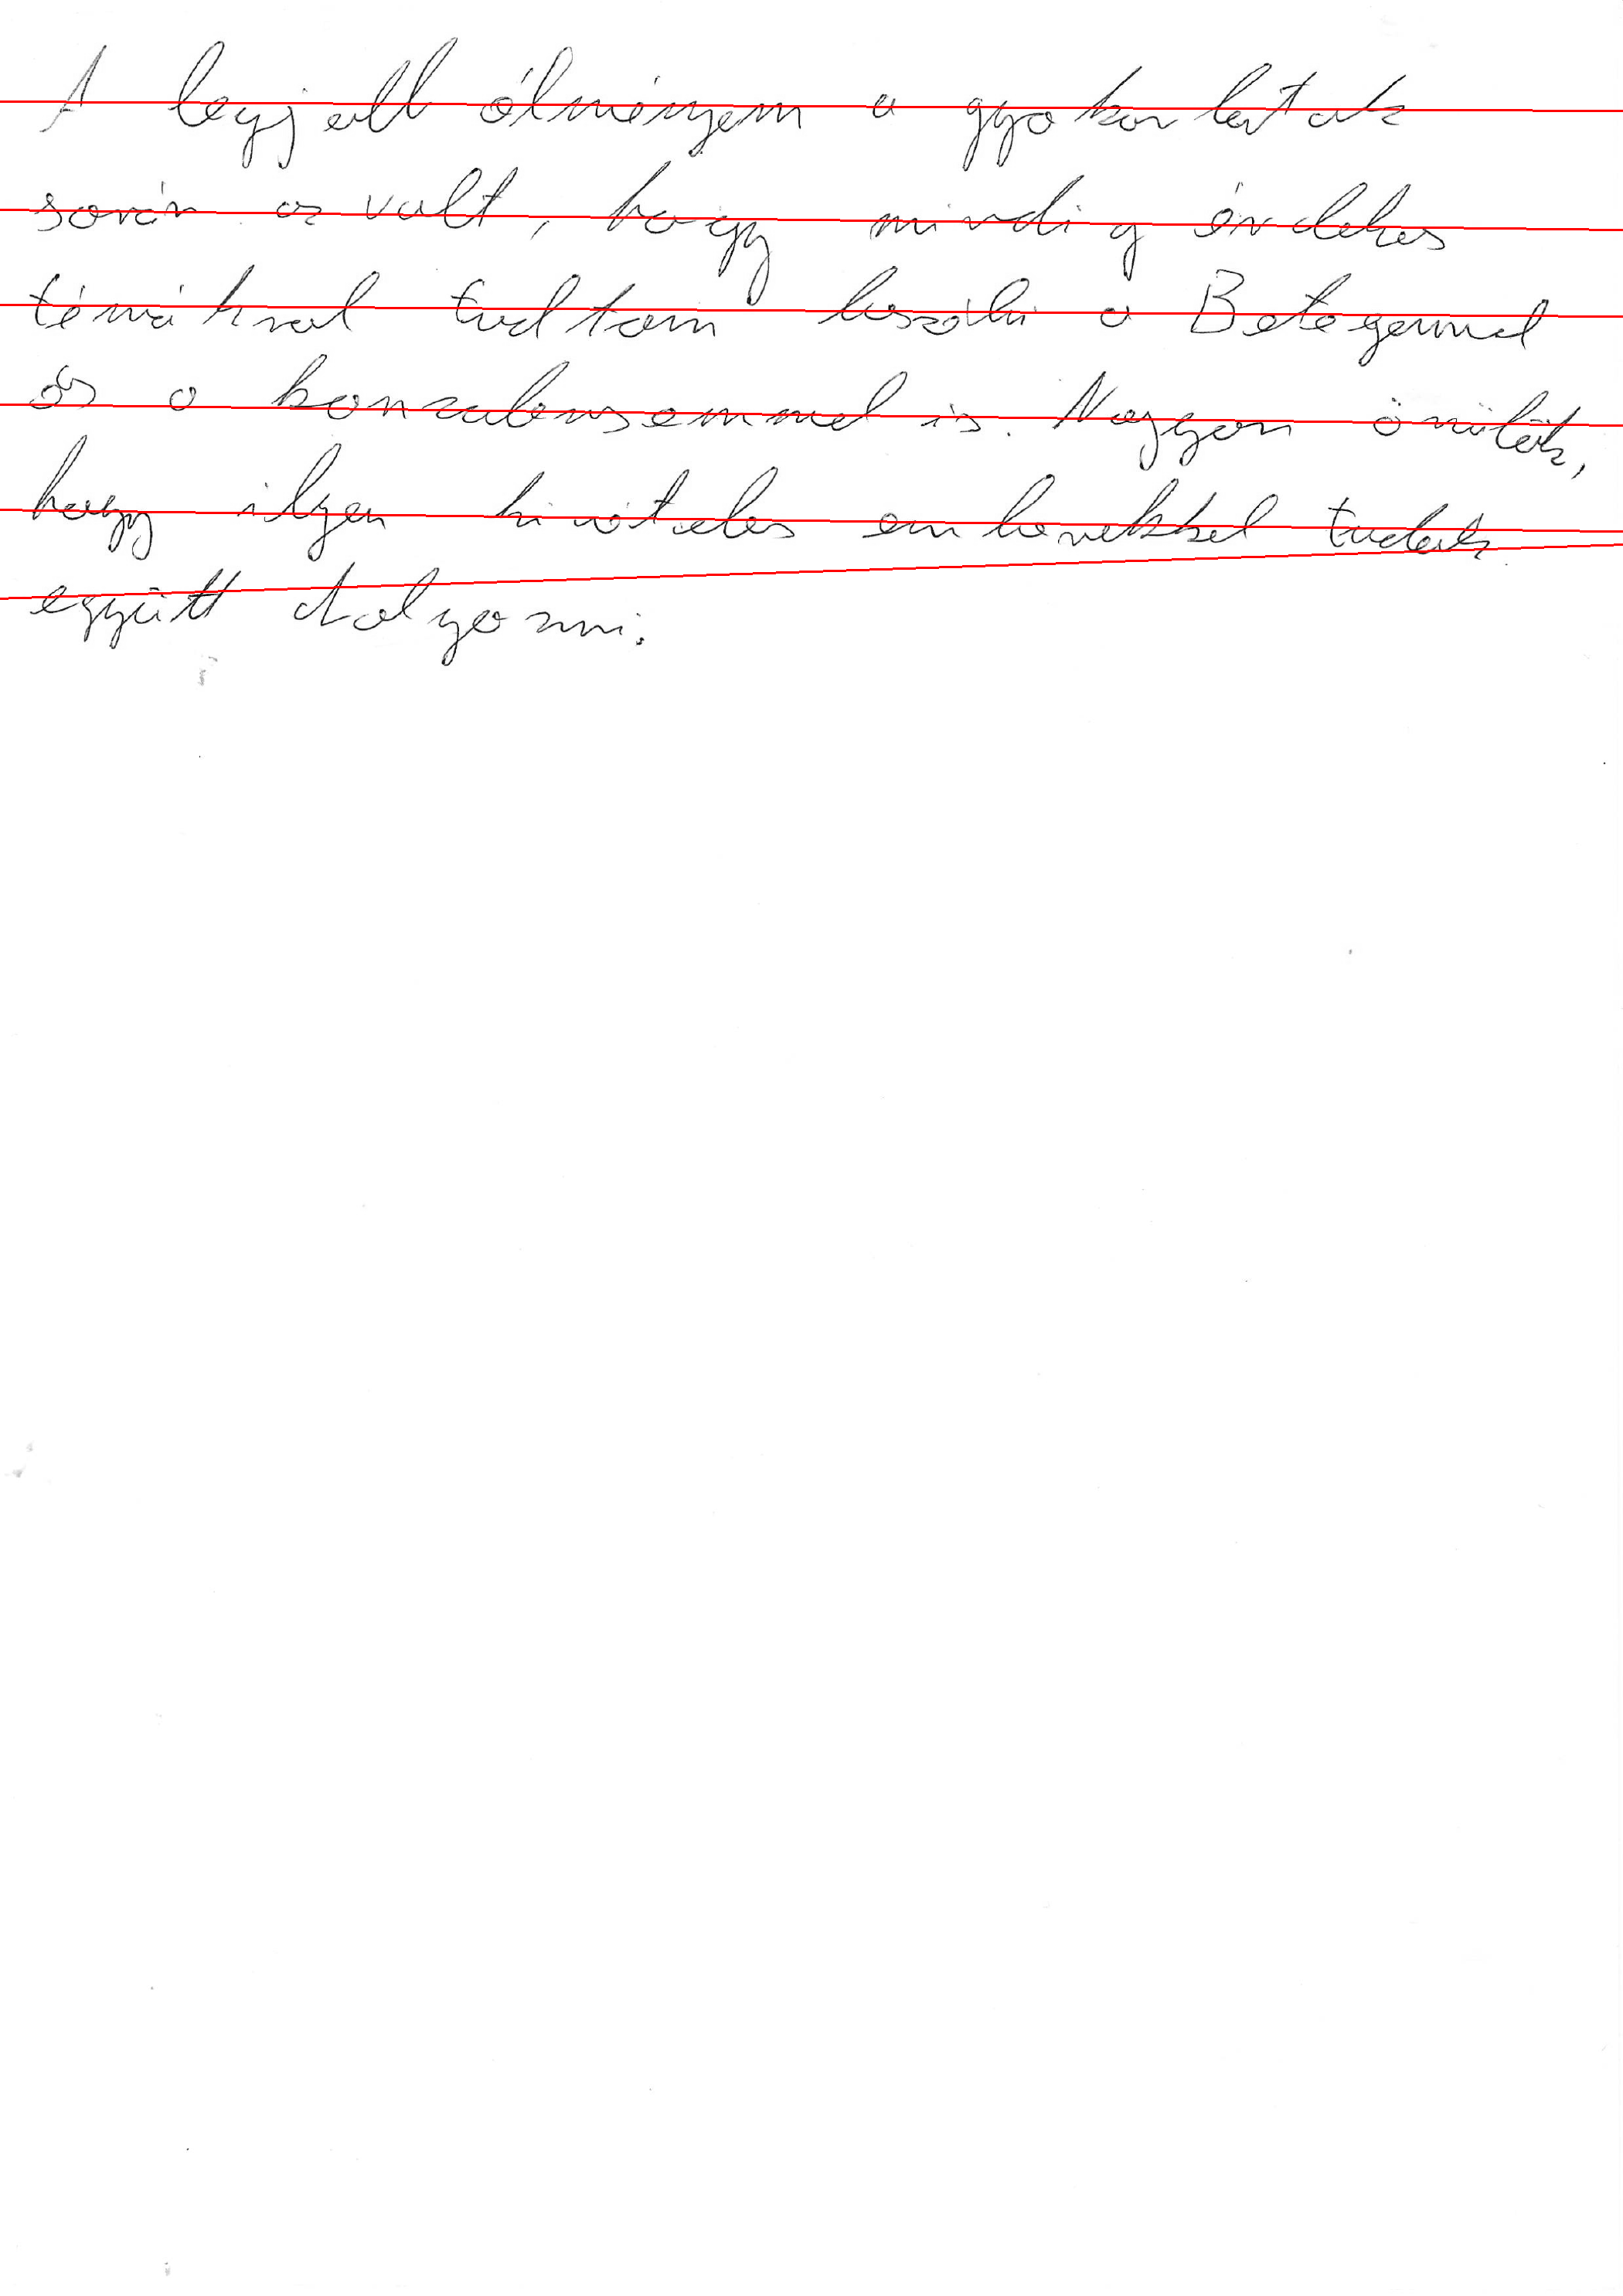 A legjobb élményem a gyakorlatok
során az volt, hogy mindig érdekes
témákról tudtam beszélni a Betegemmel
és a konzulensemmel is. Nagyon örülök,
hogy ilyen kivételes emberekkel tudok
együtt dolgozni.